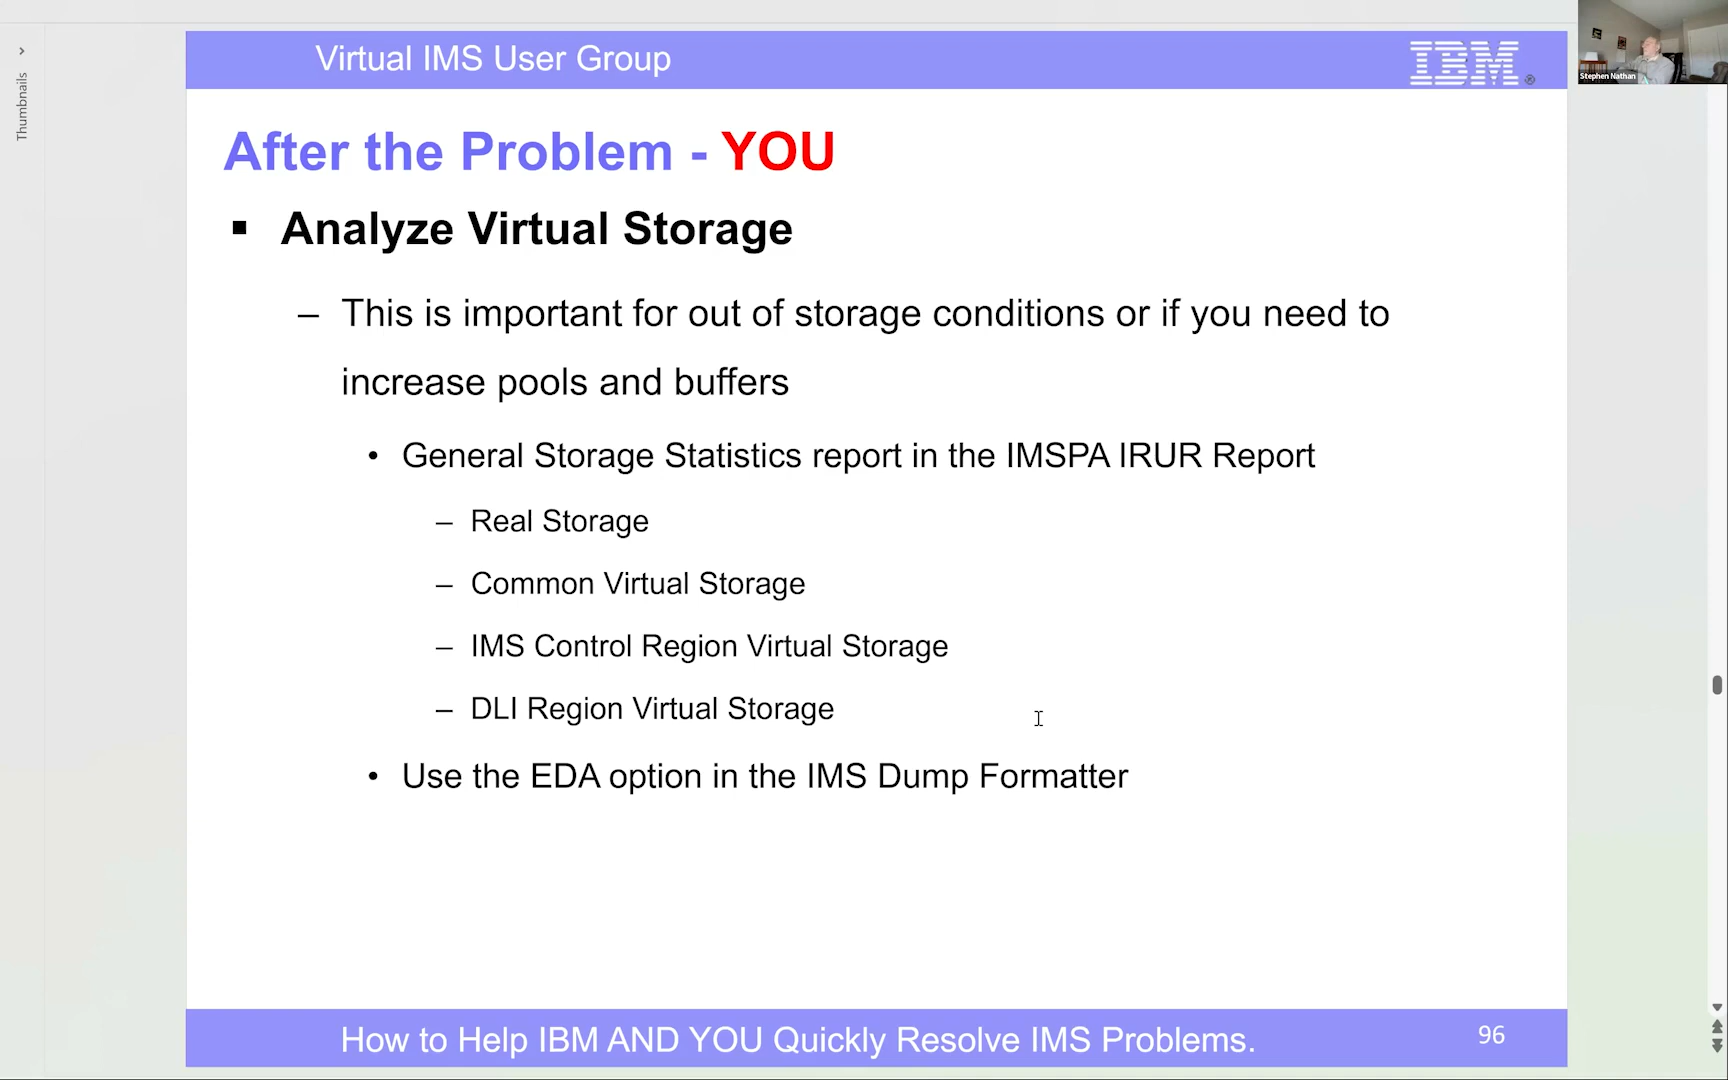 Thumbnails
Virtual IMS User Group
IBM®
Stephen Nathan
After the Problem - YOU
▪ Analyze Virtual Storage
– This is important for out of storage conditions or if you need to
increase pools and buffers
• General Storage Statistics report in the IMSPA IRUR Report
– Real Storage
– Common Virtual Storage
– IMS Control Region Virtual Storage
– DLI Region Virtual Storage
• Use the EDA option in the IMS Dump Formatter
How to Help IBM AND YOU Quickly Resolve IMS Problems.
96